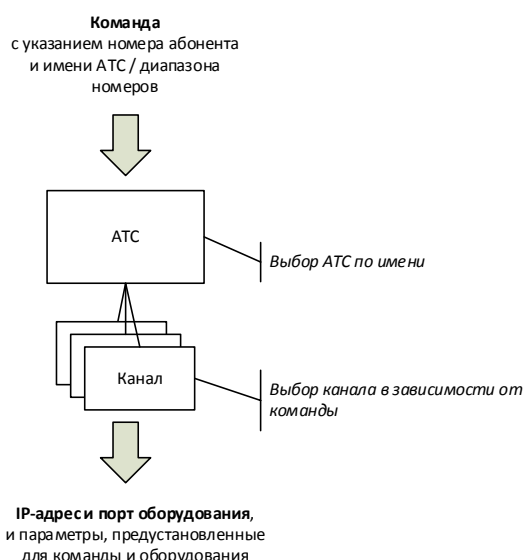 Команда
с указанием номера абонента
и имени АТС / диапазона
номеров
АТС
Выбор АТС по имени
Канал
Выбор канала в зависимости от
команды
IP-адрес и порт оборудования,
и параметры, предустановленные
для команды и оборудования